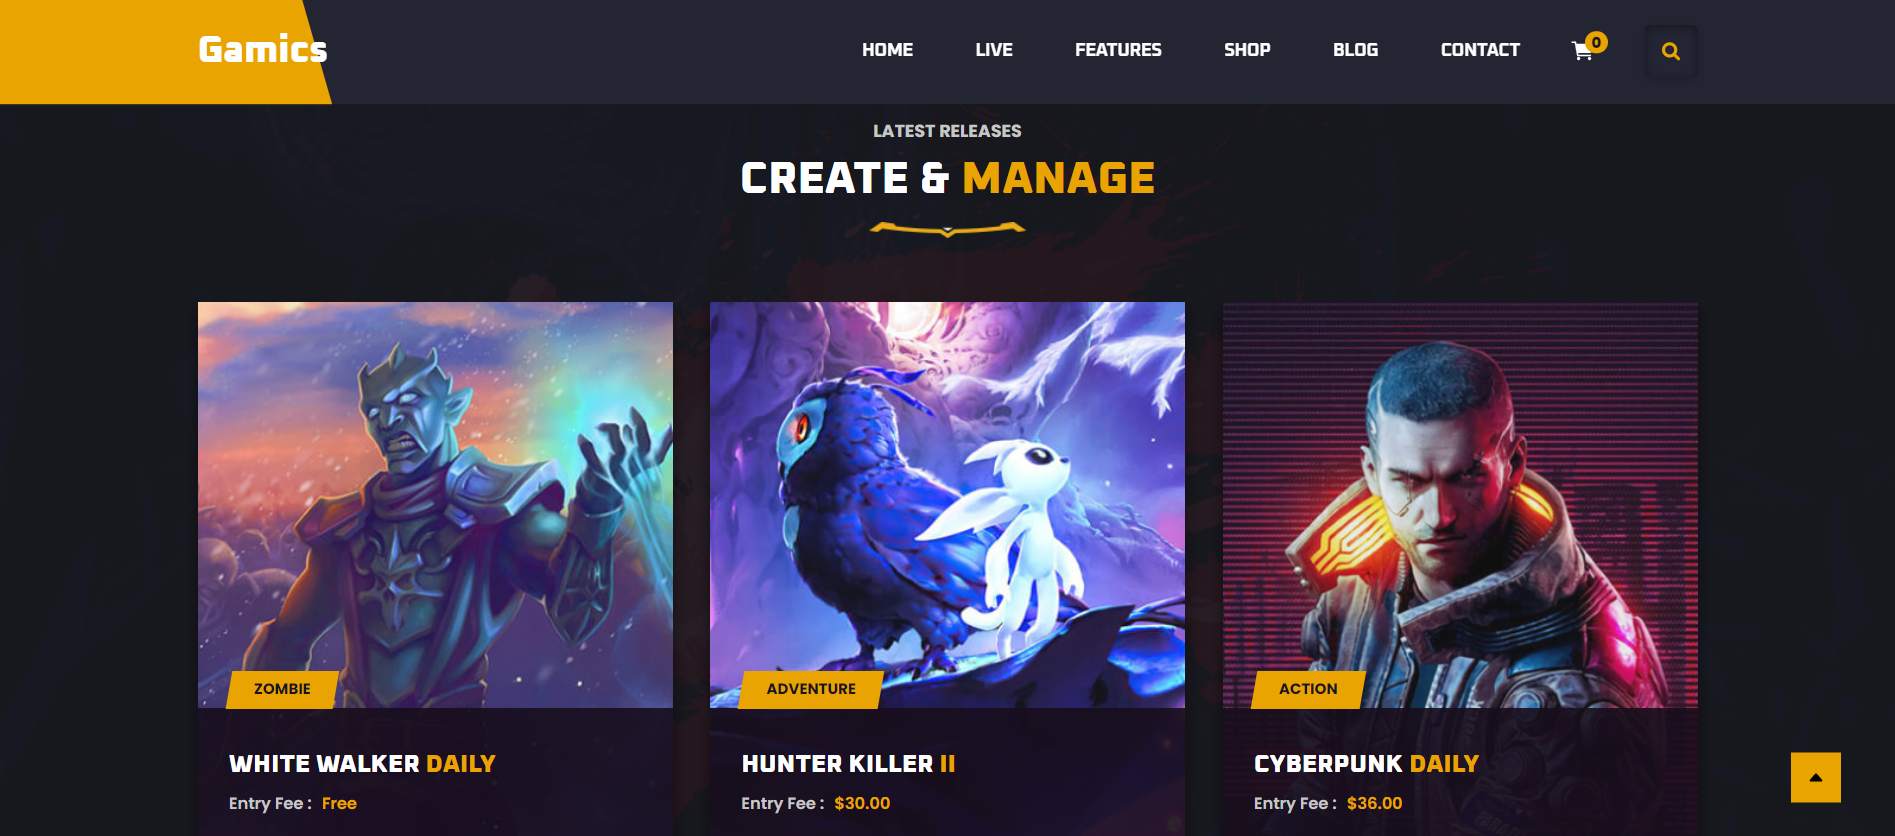 Gamics
HOME LIVE FEATURES SHOP BLOG CONTACT 0
LATEST RELEASES
CREATE & MANAGE
ZOMBIE
ADVENTURE
ACTION
WHITE WALKER DAILY
Entry Fee : Free
HUNTER KILLER II
Entry Fee : $30.00
CYBERPUNK DAILY
Entry Fee : $36.00